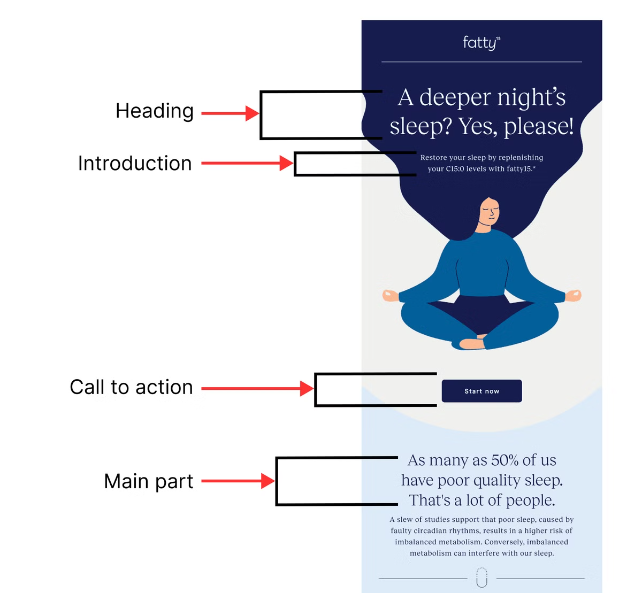 fatty™
Heading
A deeper night's
sleep? Yes, please!
Introduction
Restore your sleep by replenishing
your C15:0 levels with fatty15.*
Call to action
Start now
Main part
As many as 50% of us
have poor quality sleep.
That's a lot of people.
A slew of studies support that poor sleep, caused by
faulty circadian rhythms, results in a higher risk of
imbalanced metabolism. Conversely, imbalanced
metabolism can interfere with our sleep.